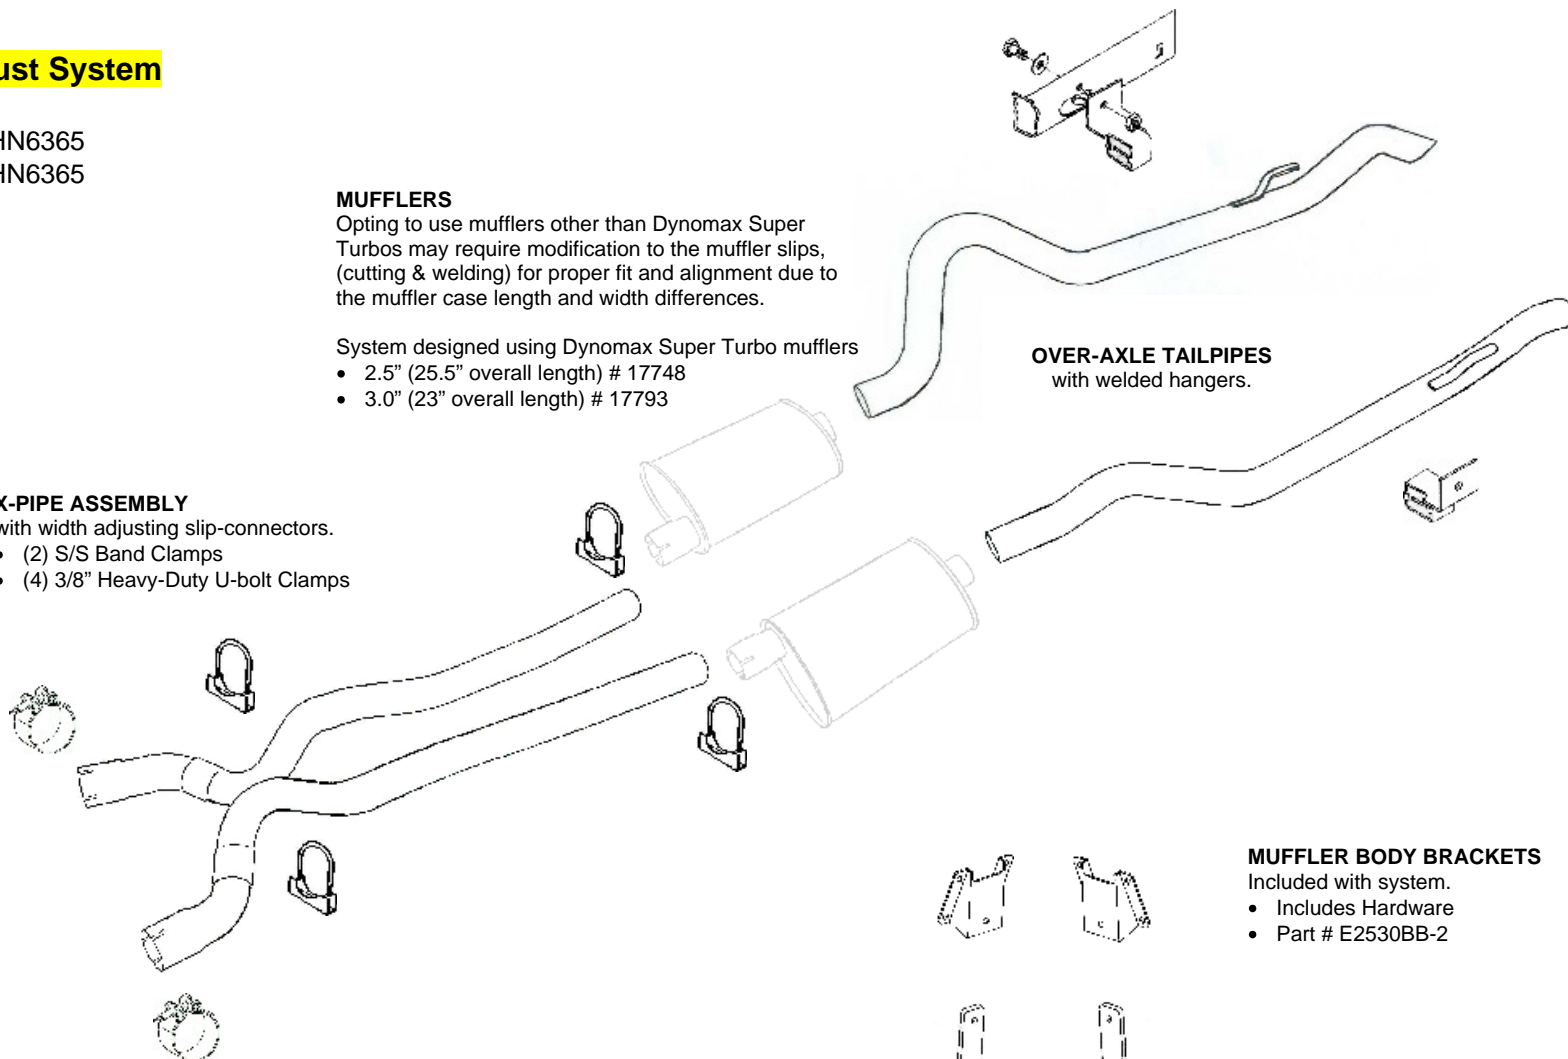 ust System
HN6365
HN6365
MUFFLERS
Opting to use mufflers other than Dynomax Super
Turbos may require modification to the muffler slips,
(cutting & welding) for proper fit and alignment due to
the muffler case length and width differences.
System designed using Dynomax Super Turbo mufflers
• 2.5” (25.5” overall length) # 17748
• 3.0” (23” overall length) # 17793
OVER-AXLE TAILPIPES
with welded hangers.
X-PIPE ASSEMBLY
with width adjusting slip-connectors.
• (2) S/S Band Clamps
• (4) 3/8” Heavy-Duty U-bolt Clamps
MUFFLER BODY BRACKETS
Included with system.
• Includes Hardware
• Part # E2530BB-2